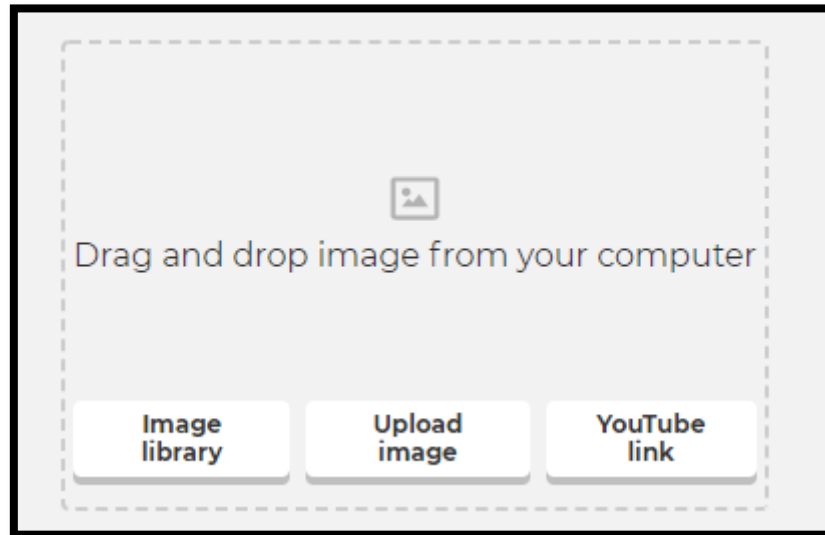 Drag and drop image from your computer
Image
library
Upload
image
YouTube
link